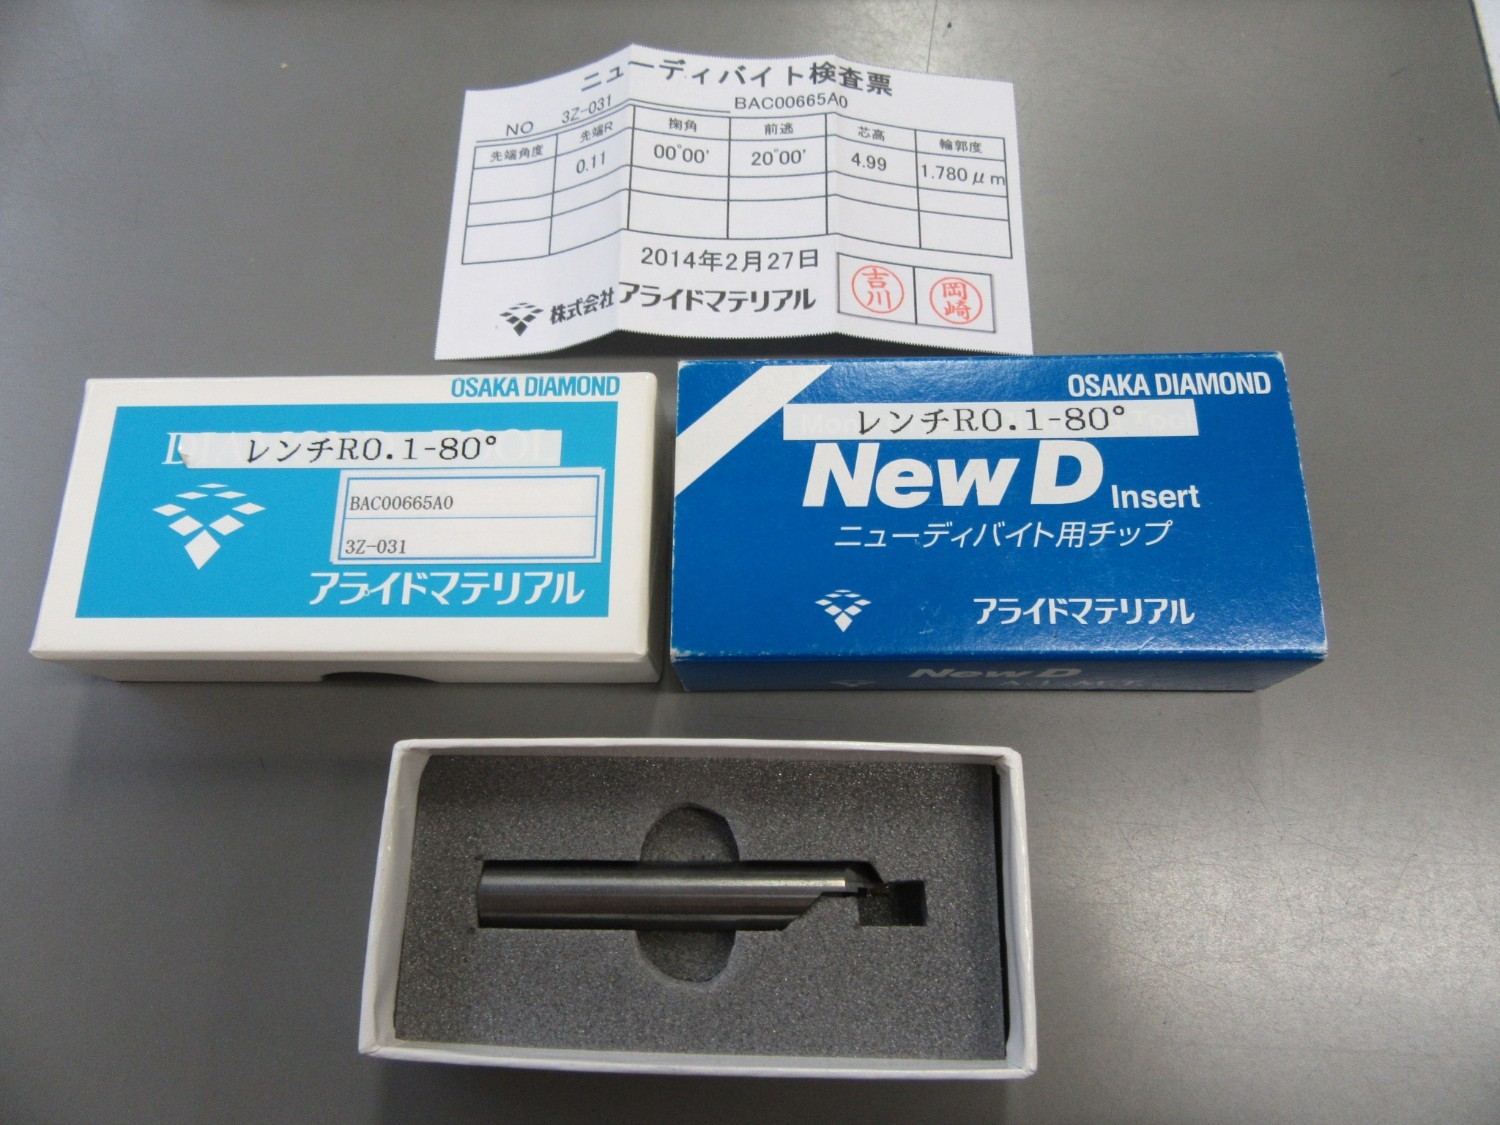 ニューディバイト検査票
NO 3Z-031 BAC00665A0
先端角度 先端R 掬角 前逃 芯高 輪郭度
0.11 00°00' 20°00' 4.99 1.780μm
2014年2月27日
株式会社アライドマテリアル
吉川
岡崎
OSAKA DIAMOND
レンチR0.1-80°
BAC00665A0
3Z-031
アライドマテリアル
OSAKA DIAMOND
レンチR0.1-80°
New D Insert
ニューディバイト用チップ
アライドマテリアル
New D